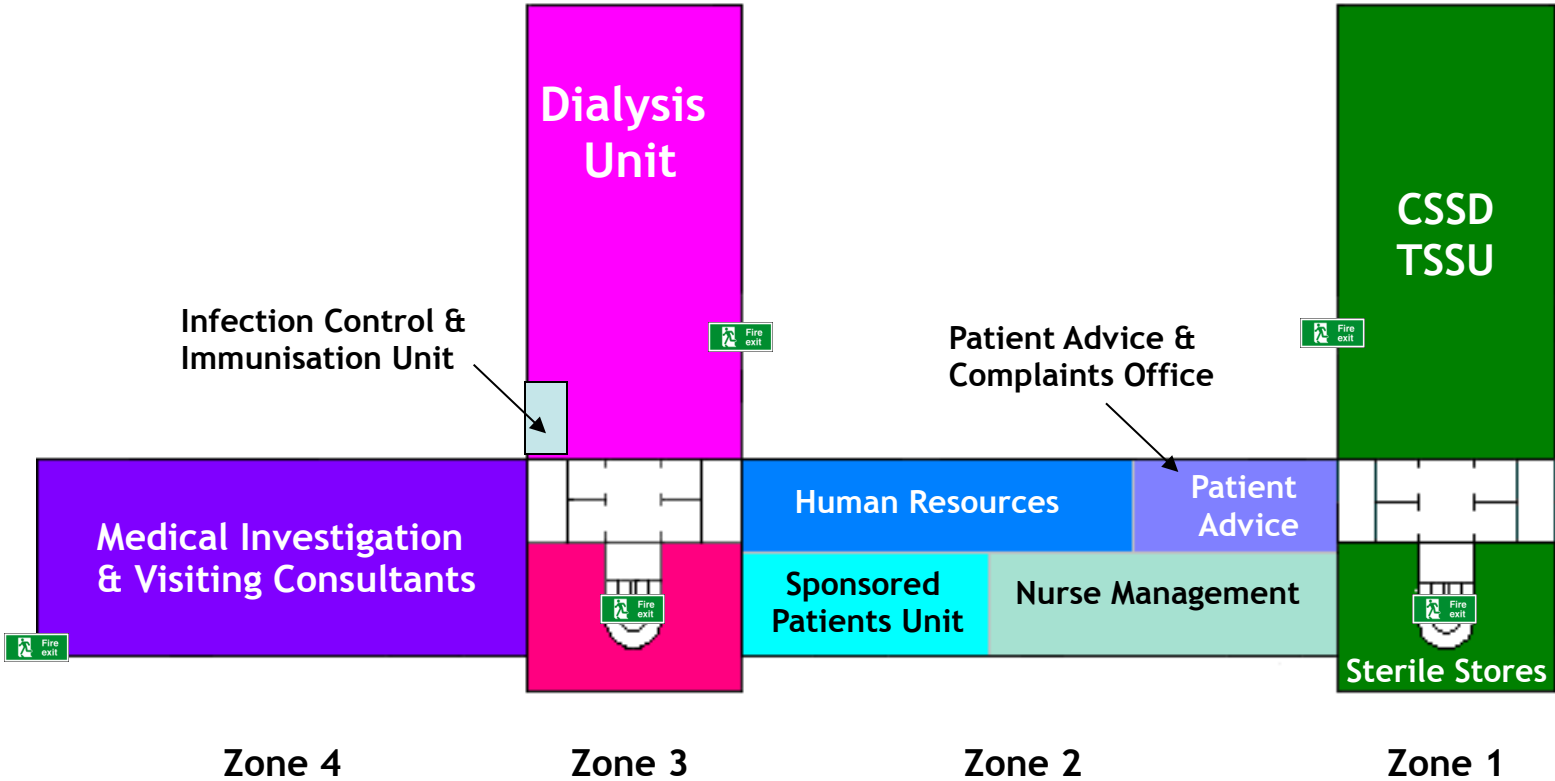 Dialysis
Unit
CSSD
TSSU
Infection Control &
Immunisation Unit
Fire
exit
Patient Advice &
Complaints Office
Fire
exit
Medical Investigation
& Visiting Consultants
Human Resources
Patient
Advice
Sponsored
Patients Unit
Nurse Management
Fire
exit
Fire
exit
Fire
exit
Sterile Stores
Zone 4
Zone 3
Zone 2
Zone 1